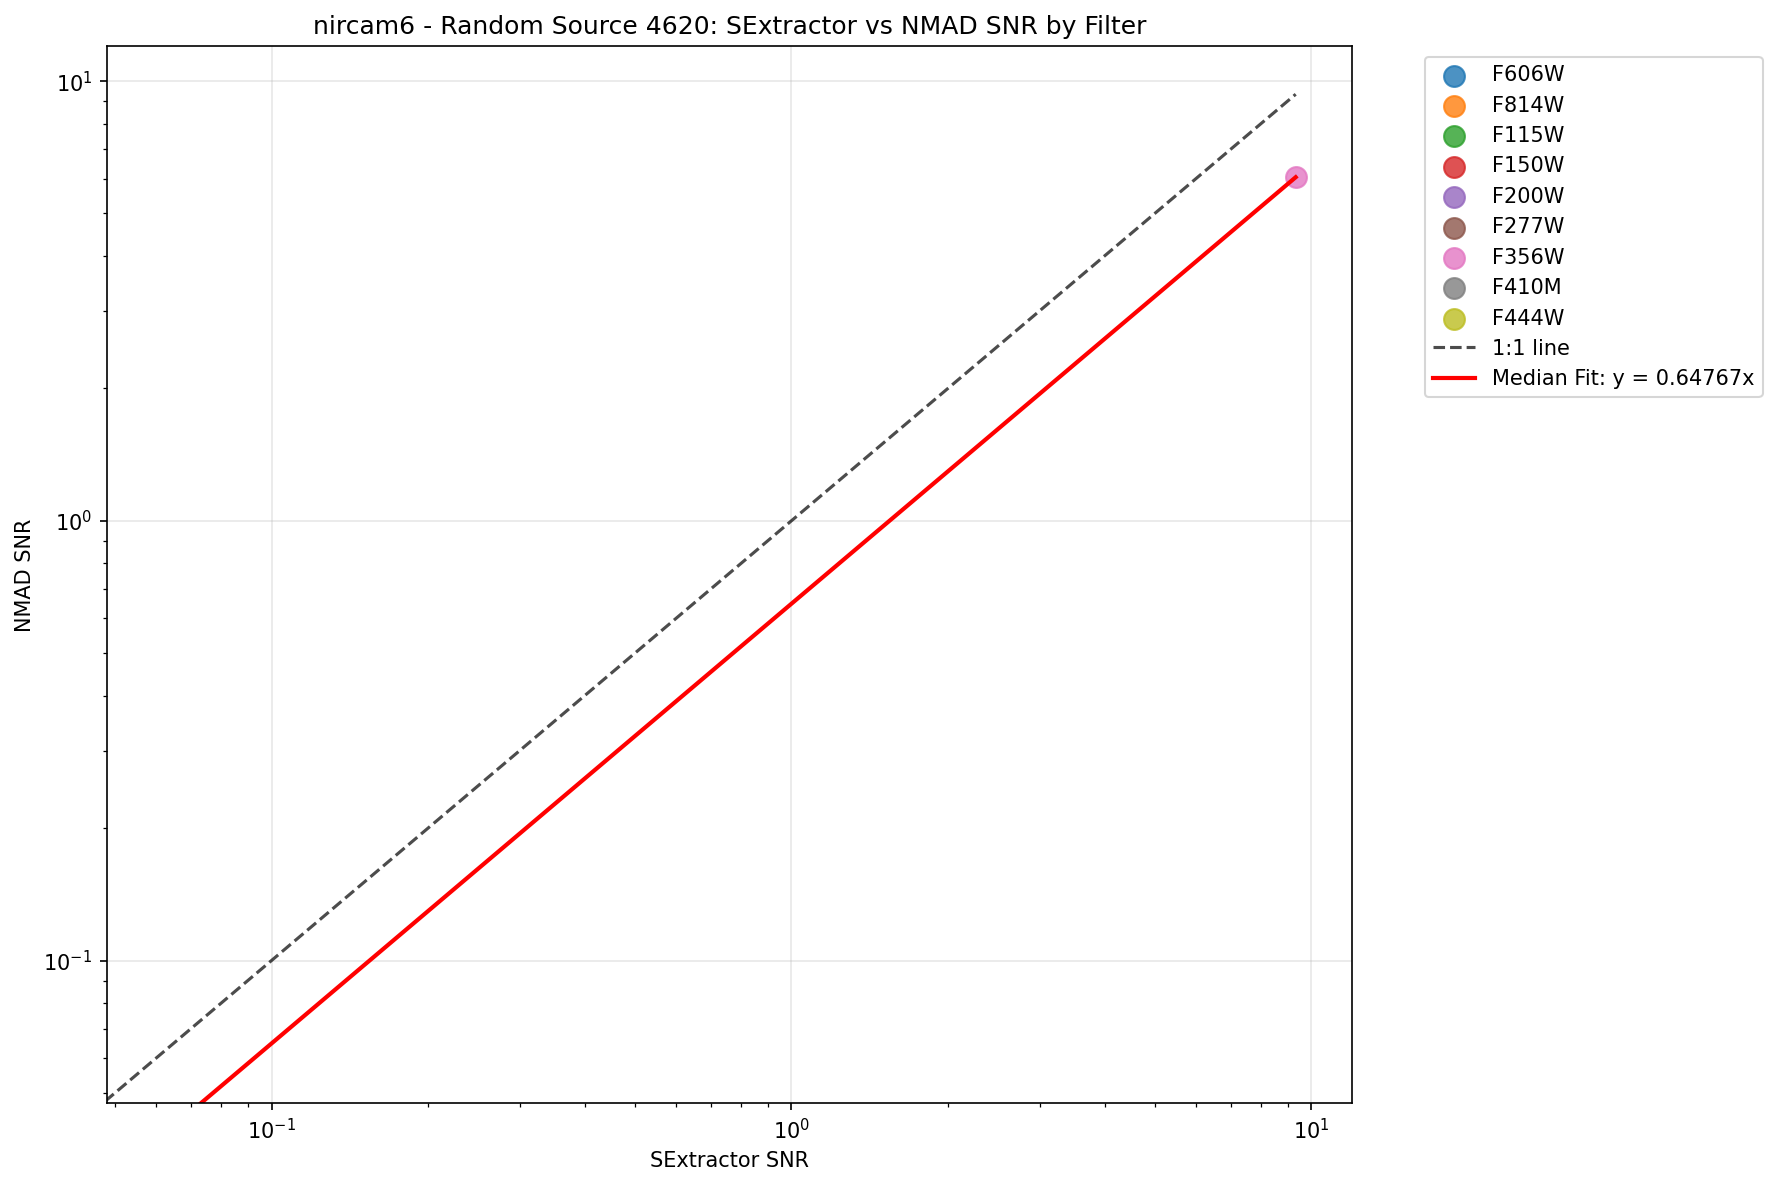 nircam6 - Random Source 4620: SExtractor vs NMAD SNR by Filter
10¹
10⁰
10⁻¹
NMAD SNR
10⁻¹
10⁰
10¹
SExtractor SNR
F606W
F814W
F115W
F150W
F200W
F277W
F356W
F410M
F444W
1:1 line
Median Fit: y = 0.64767x